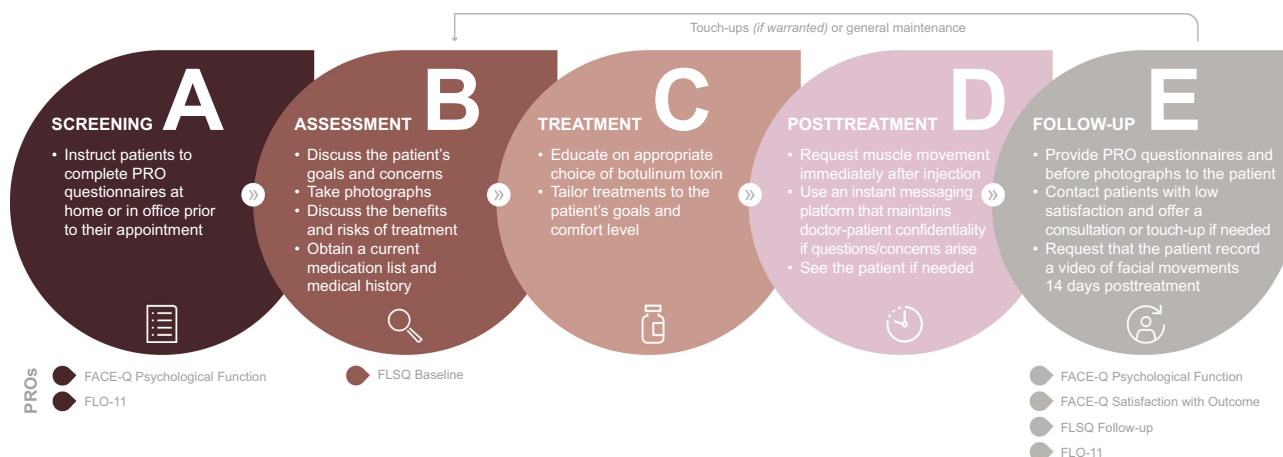 Touch-ups (if warranted) or general maintenance
A
SCREENING
• Instruct patients to
complete PRO
questionnaires at
home or in office prior
to their appointment
B
ASSESSMENT
• Discuss the patient's
goals and concerns
• Take photographs
• Discuss the benefits
and risks of treatment
• Obtain a current
medication list and
medical history
C
TREATMENT
• Educate on appropriate
choice of botulinum toxin
• Tailor treatments to the
patient's goals and
comfort level
D
POSTTREATMENT
• Request muscle movement
immediately after injection
• Use an instant messaging
platform that maintains
doctor-patient confidentiality
if questions/concerns arise
• See the patient if needed
E
FOLLOW-UP
• Provide PRO questionnaires and
before photographs to the patient
• Contact patients with low
satisfaction and offer a
consultation or touch-up if needed
• Request that the patient record
a video of facial movements
14 days posttreatment
PROs
FACE-Q Psychological Function
FLO-11
FLSQ Baseline
FACE-Q Psychological Function
FACE-Q Satisfaction with Outcome
FLSQ Follow-up
FLO-11